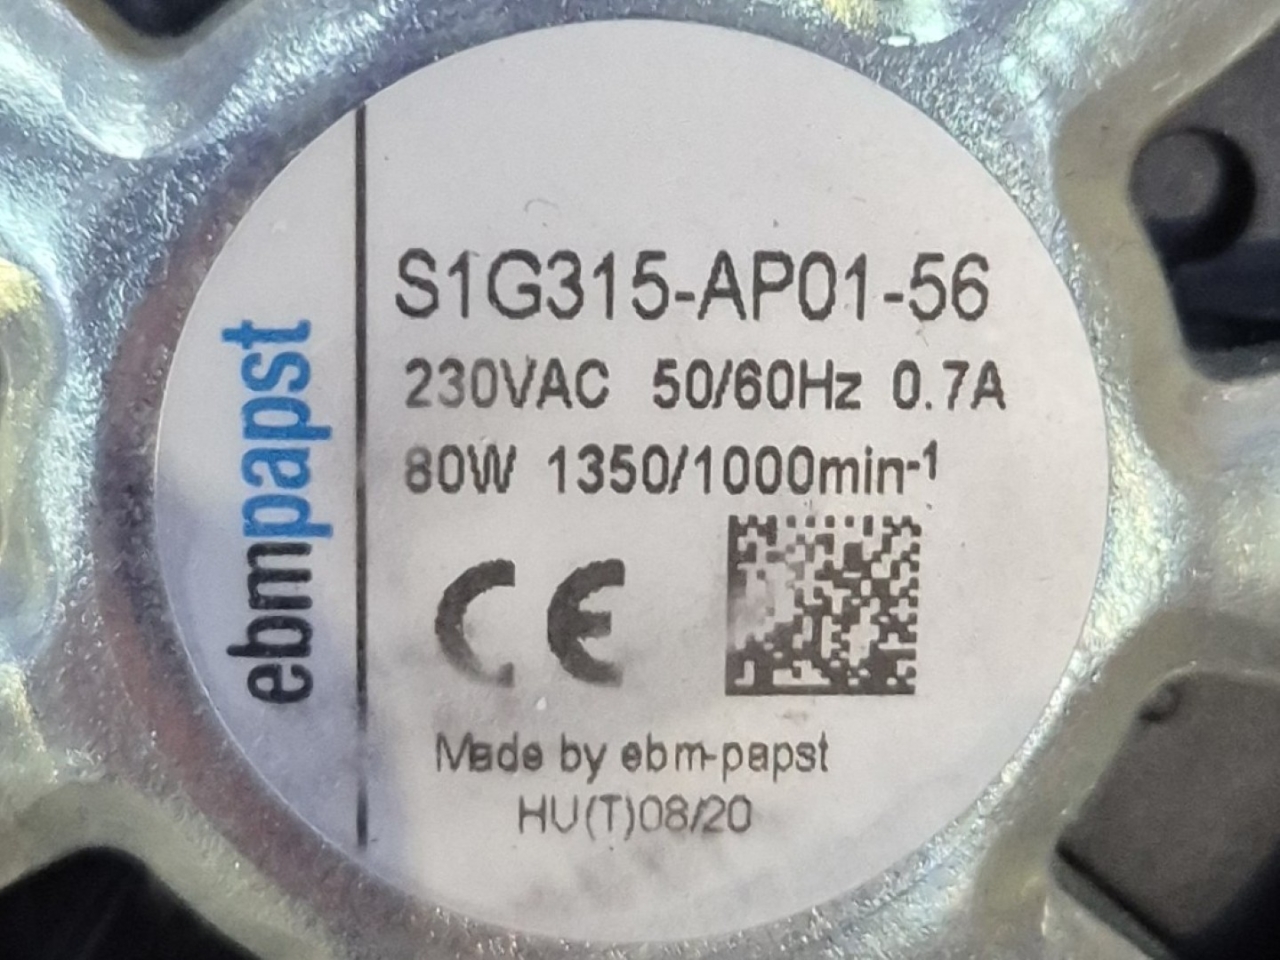 ebmpapst
S1G315-AP01-56
230VAC 50/60Hz 0.7A
80W 1350/1000min-1
CE
Made by ebm-papst
HU(T)08/20